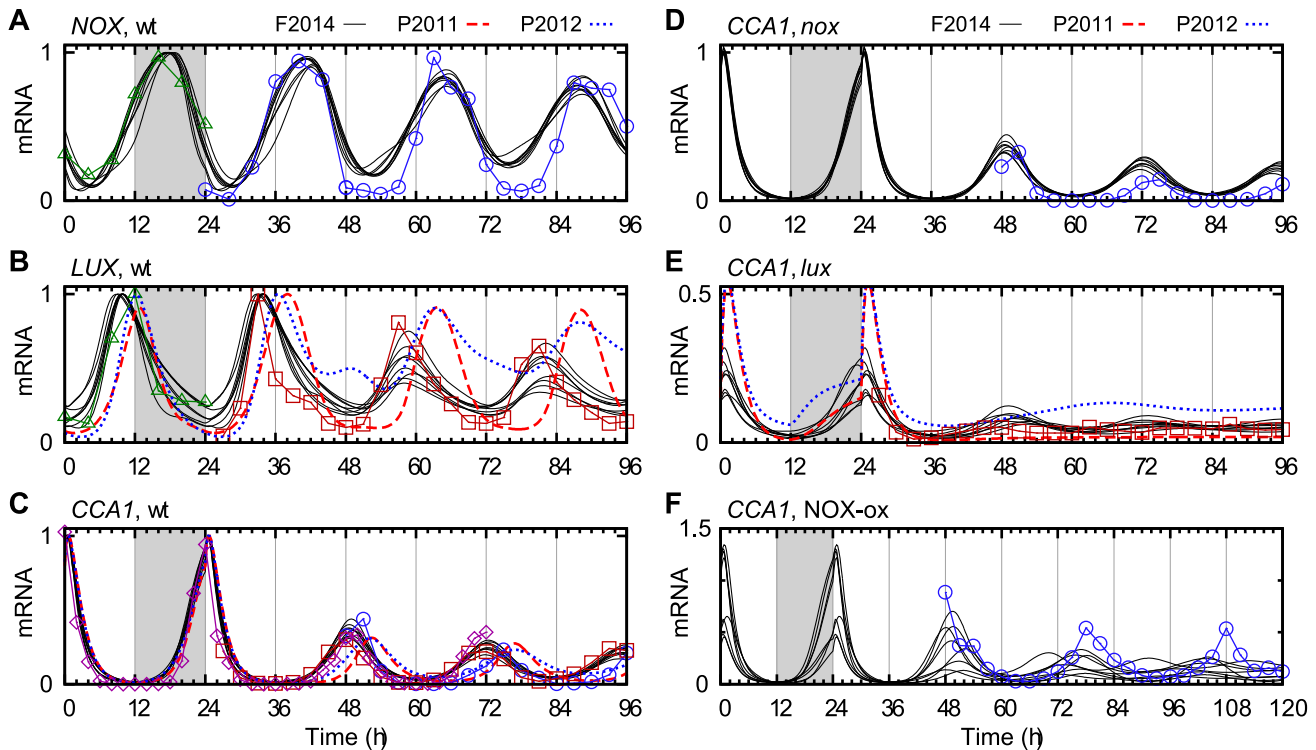 A NOX, wt F2014 P2011 P2012
1
mRNA
0
0 12 24 36 48 60 72 84 96
B LUX, wt
1
mRNA
0
0 12 24 36 48 60 72 84 96
C CCA1, wt
1
mRNA
0
0 12 24 36 48 60 72 84 96
Time (h)
D CCA1, nox F2014 P2011 P2012
1
mRNA
0
0 12 24 36 48 60 72 84 96
E CCA1, lux
0.5
mRNA
0
0 12 24 36 48 60 72 84 96
F CCA1, NOX-ox
1.5
mRNA
0
0 12 24 36 48 60 72 84 96 108 120
Time (h)